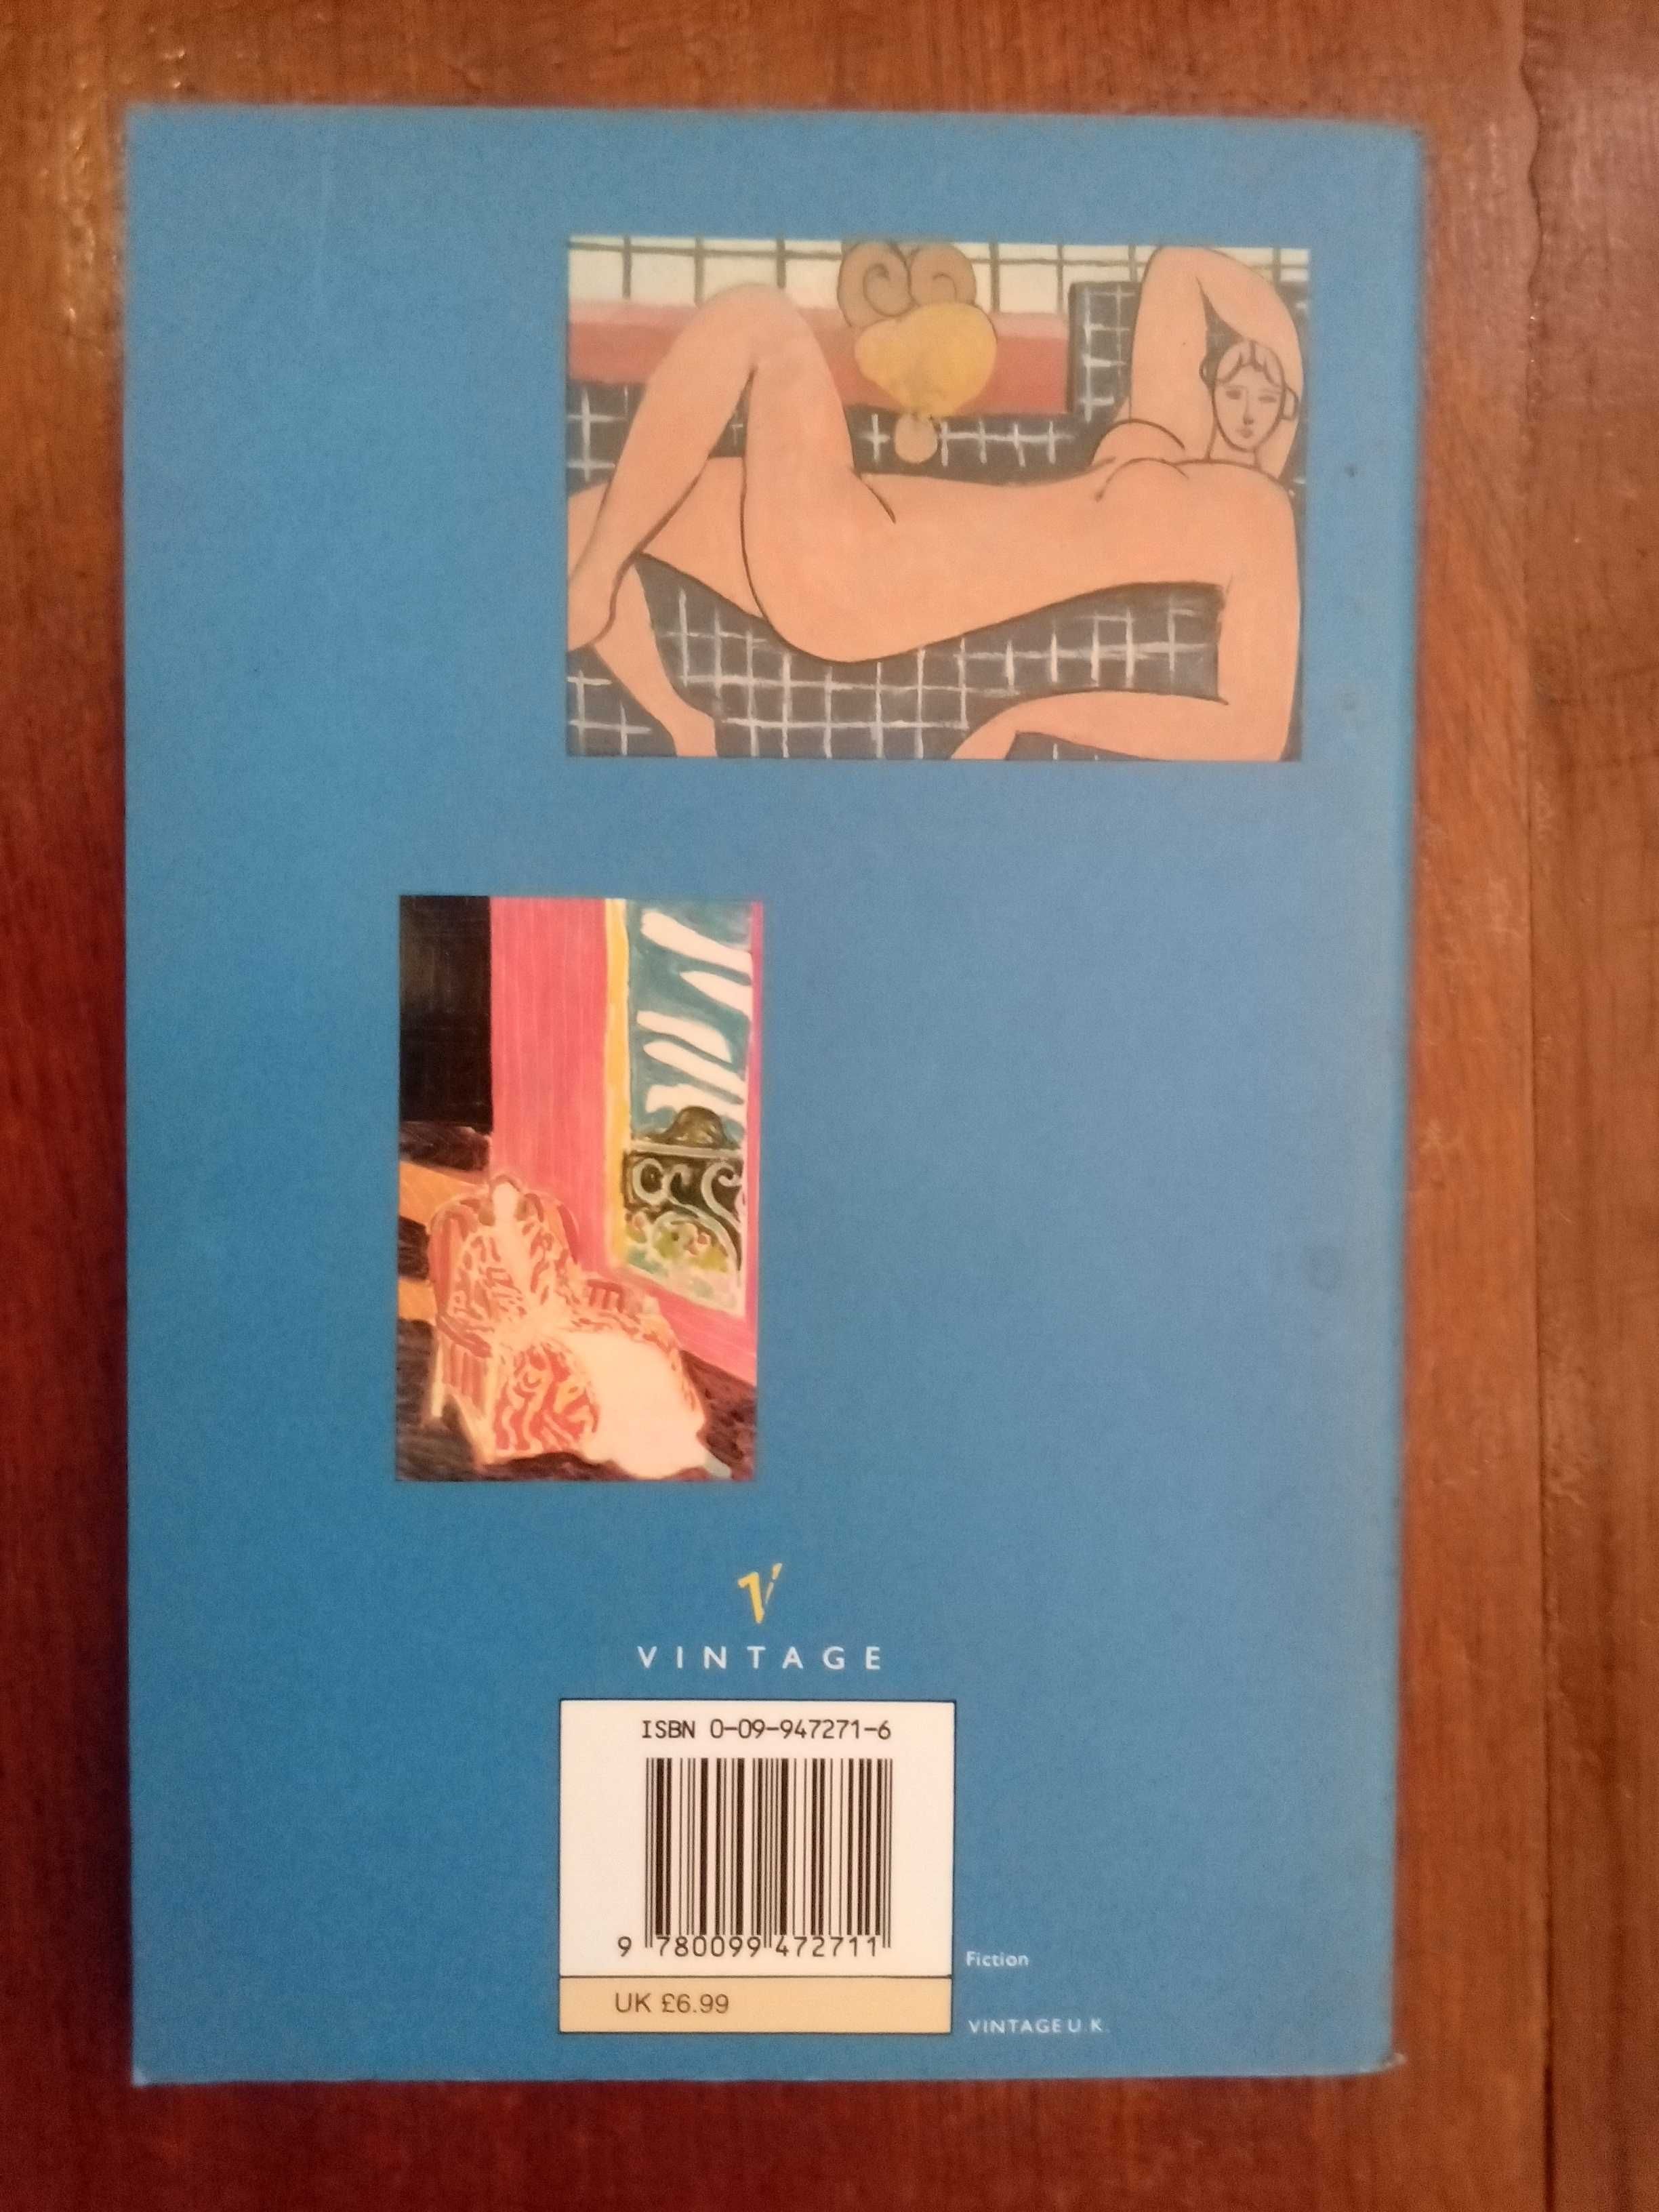 V
VINTAGE
ISBN 0-09-947271-6
9 780099 472711
Fiction
UK £6.99
VINTAGE U.K.